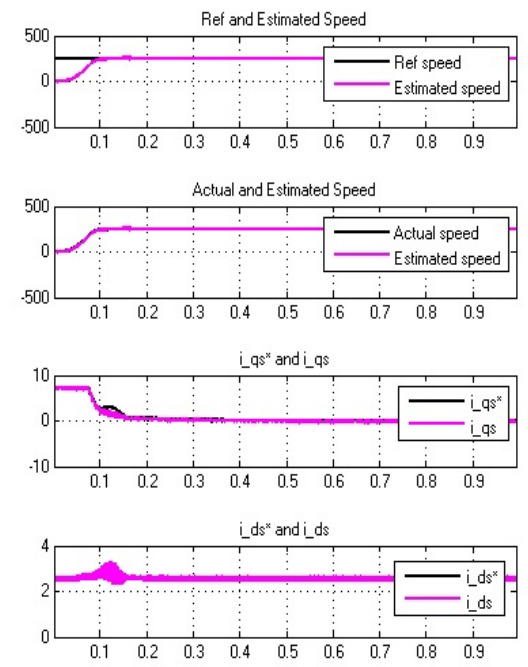 Ref and Estimated Speed
500
Ref speed
0
Estimated speed
-500
0.1 0.2 0.3 0.4 0.5 0.6 0.7 0.8 0.9
Actual and Estimated Speed
500
Actual speed
0
Estimated speed
-500
0.1 0.2 0.3 0.4 0.5 0.6 0.7 0.8 0.9
i_qs* and i_qs
10
i_qs*
0
i_qs
-10
0.1 0.2 0.3 0.4 0.5 0.6 0.7 0.8 0.9
i_ds* and i_ds
4
i_ds*
2
i_ds
0
0.1 0.2 0.3 0.4 0.5 0.6 0.7 0.8 0.9